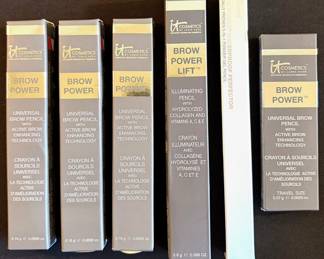 it
COSMETICS
BROW
POWER
UNIVERSAL
BROW PENCIL
WITH
ACTIVE BROW
ENHANCING
TECHNOLOGY
CRAYON À
SOURCILS
UNIVERSEL
AVEC
LA TECHNOLOGIE
ACTIVE
D'AMÉLIORATION
DES SOURCILS
it
COSMETICS
BROW
POWER
UNIVERSAL
BROW PENCIL
WITH
ACTIVE BROW
ENHANCING
TECHNOLOGY
CRAYON À
SOURCILS
UNIVERSEL
AVEC
LA TECHNOLOGIE
ACTIVE
D'AMÉLIORATION
DES SOURCILS
it
COSMETICS
BROW
POWER
UNIVERSAL
BROW PENCIL
WITH
ACTIVE BROW
ENHANCING
TECHNOLOGY
CRAYON À
SOURCILS
UNIVERSEL
AVEC
LA TECHNOLOGIE
ACTIVE
D'AMÉLIORATION
DES SOURCILS
it
COSMETICS
BROW
POWER
LIFT™
ILLUMINATING
PENCIL
WITH
HYDROLYZED
COLLAGEN AND
VITAMINS A, C & E
CRAYON
ILLUMINATEUR
AVEC
COLLAGÈNE
HYDROLYSÉ ET
VITAMINES
A, C ET E
it
COSMETICS
BROW
POWER™
UNIVERSAL
BROW PENCIL
WITH
ACTIVE BROW
ENHANCING
TECHNOLOGY
CRAYON À
SOURCILS
UNIVERSEL
AVEC
LA TECHNOLOGIE
ACTIVE
D'AMÉLIORATION
DES SOURCILS
TRAVEL SIZE